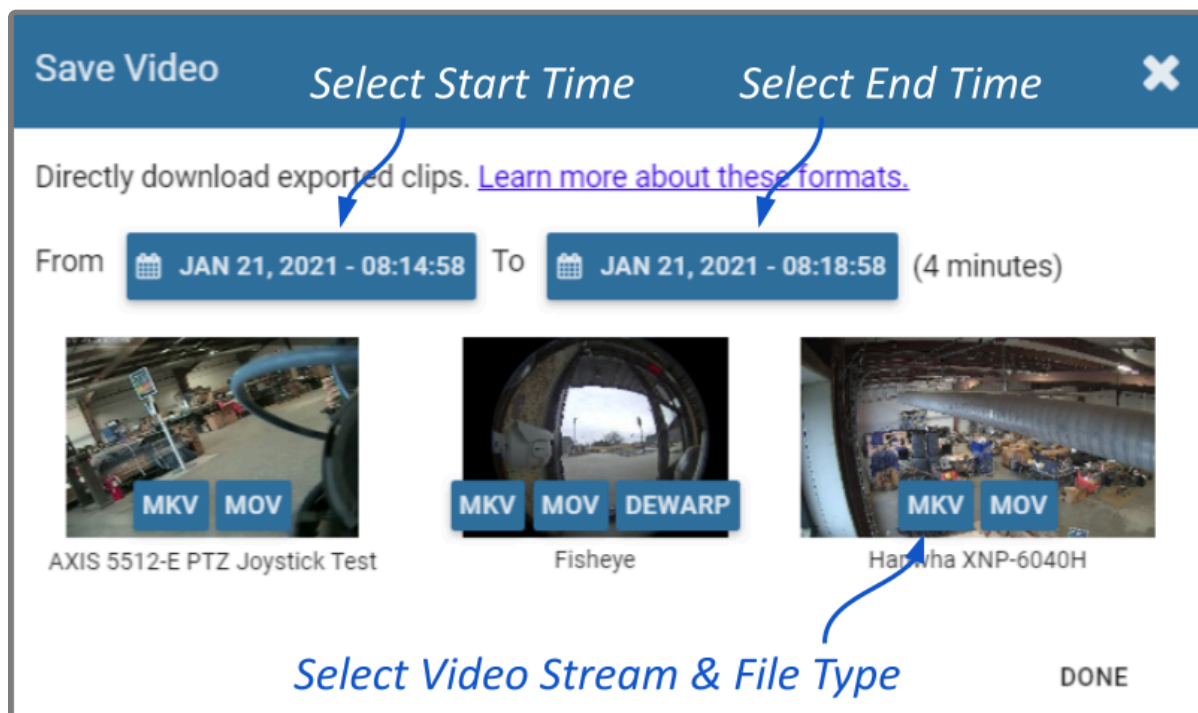 Save Video
Select Start Time
Select End Time
Directly download exported clips. Learn more about these formats.
From JAN 21, 2021 - 08:14:58 To JAN 21, 2021 - 08:18:58 (4 minutes)
MKV MOV
MKV MOV DEWARP
MKV MOV
AXIS 5512-E PTZ Joystick Test
Fisheye
Hanwha XNP-6040H
Select Video Stream & File Type
DONE